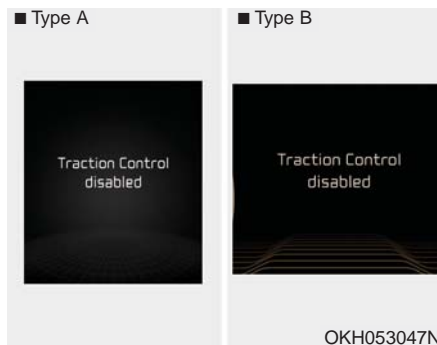 ■ Type A
Traction Control
disabled
■ Type B
Traction Control
disabled
OKH053047N